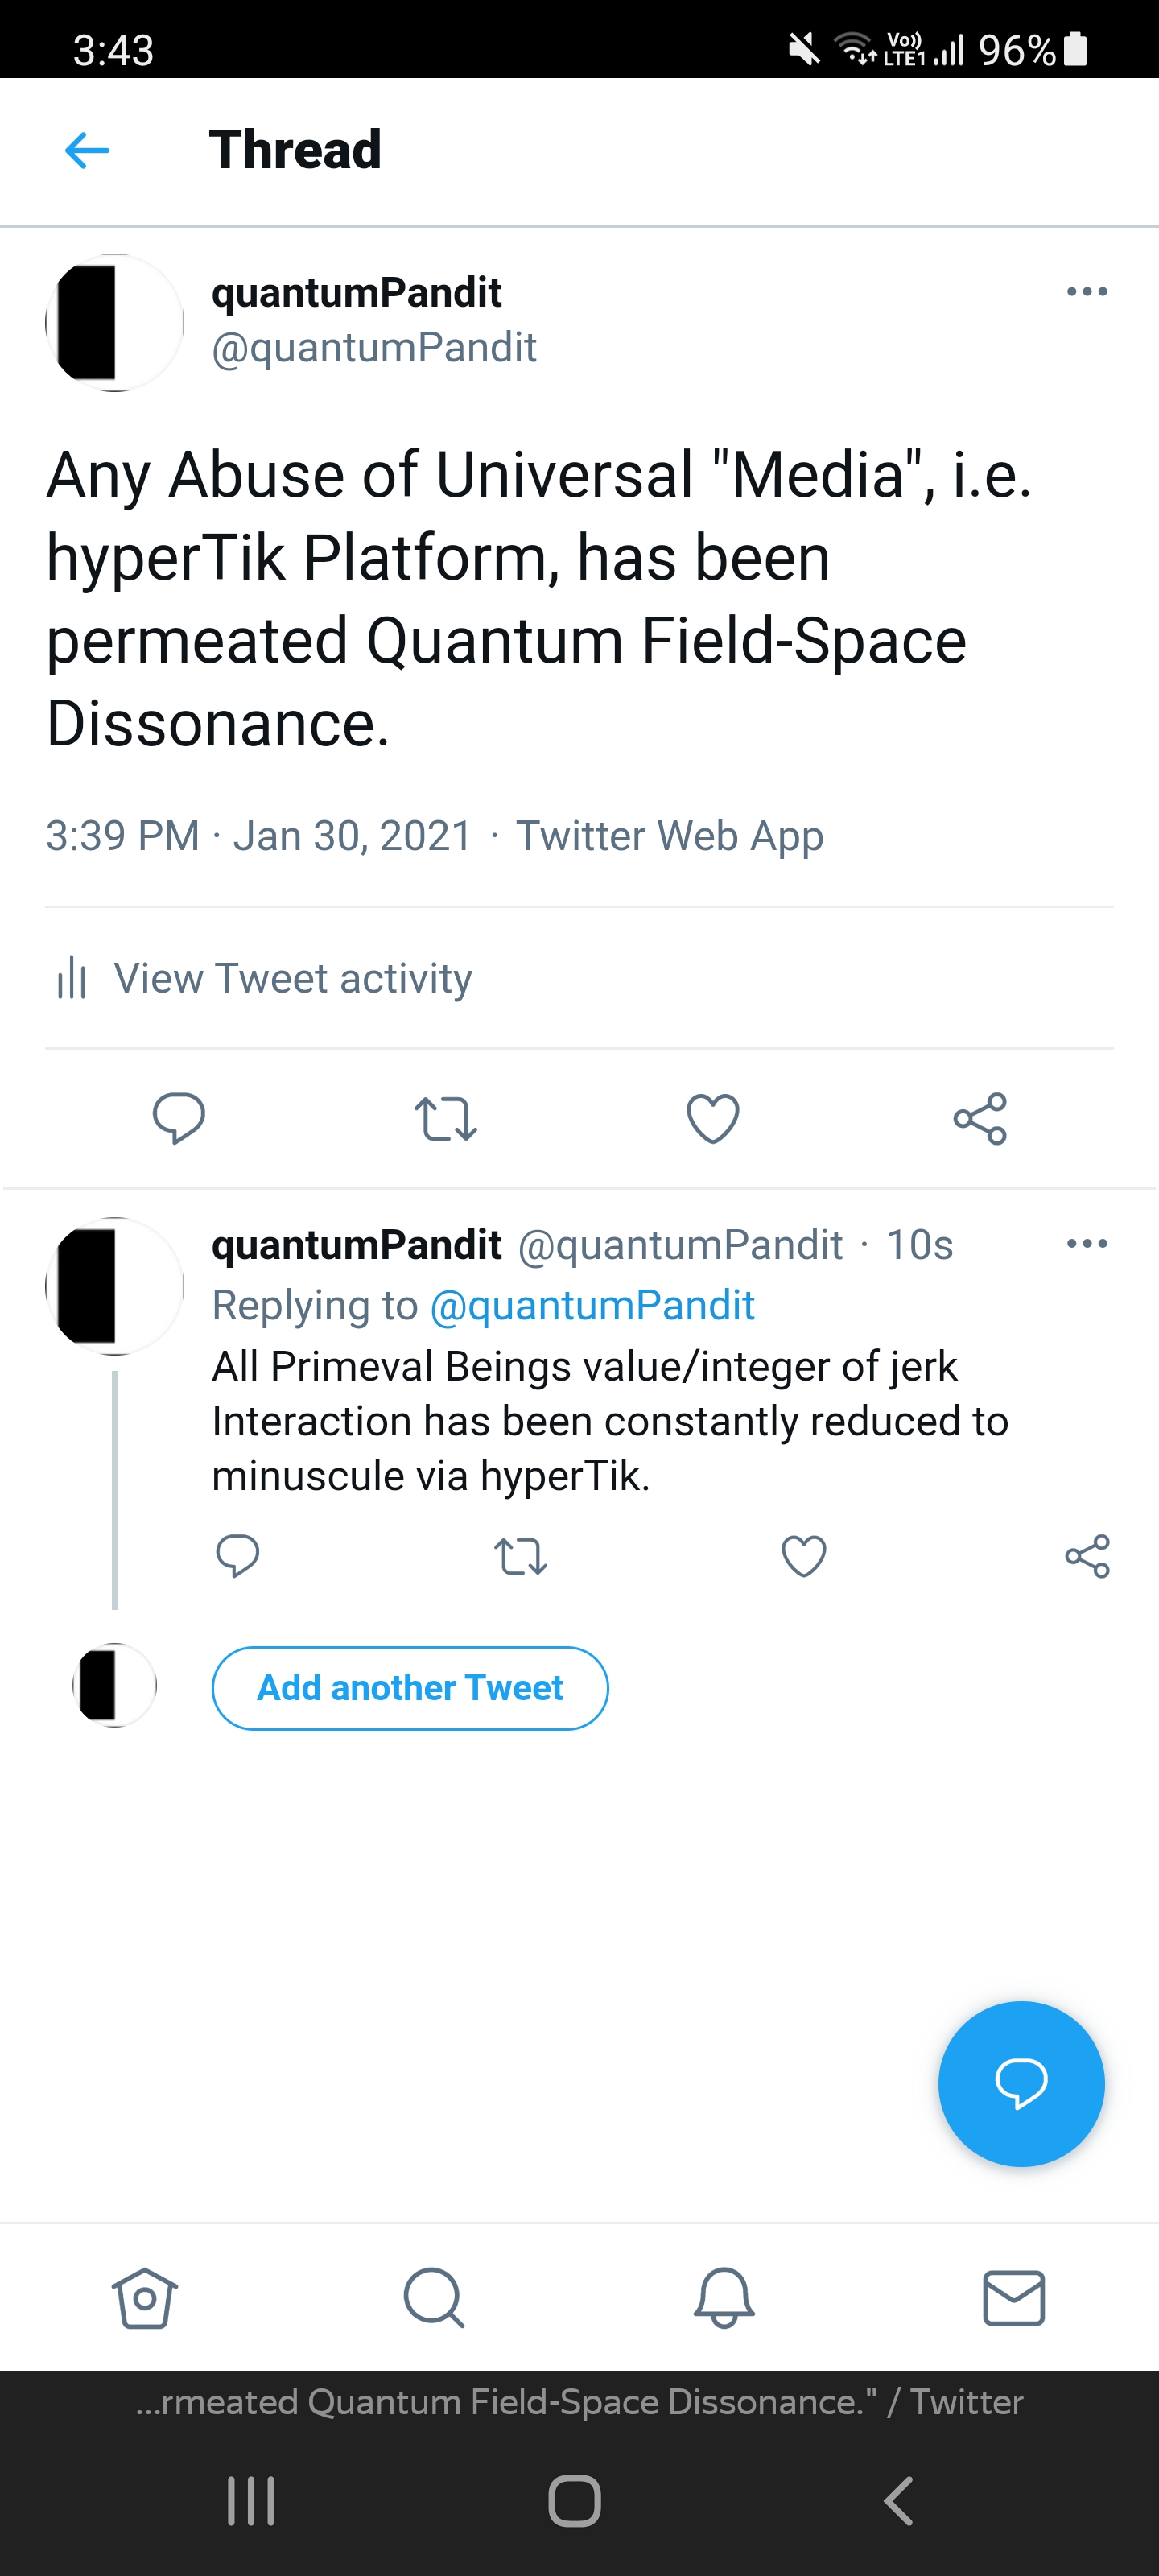 3:43
Vo)) LTE1 96%
Thread
quantumPandit
@quantumPandit
Any Abuse of Universal "Media", i.e.
hyperTik Platform, has been
permeated Quantum Field-Space
Dissonance.
3:39 PM · Jan 30, 2021 · Twitter Web App
View Tweet activity
quantumPandit @quantumPandit · 10s
Replying to @quantumPandit
All Primeval Beings value/integer of jerk
Interaction has been constantly reduced to
minuscule via hyperTik.
Add another Tweet
...rmeated Quantum Field-Space Dissonance." / Twitter